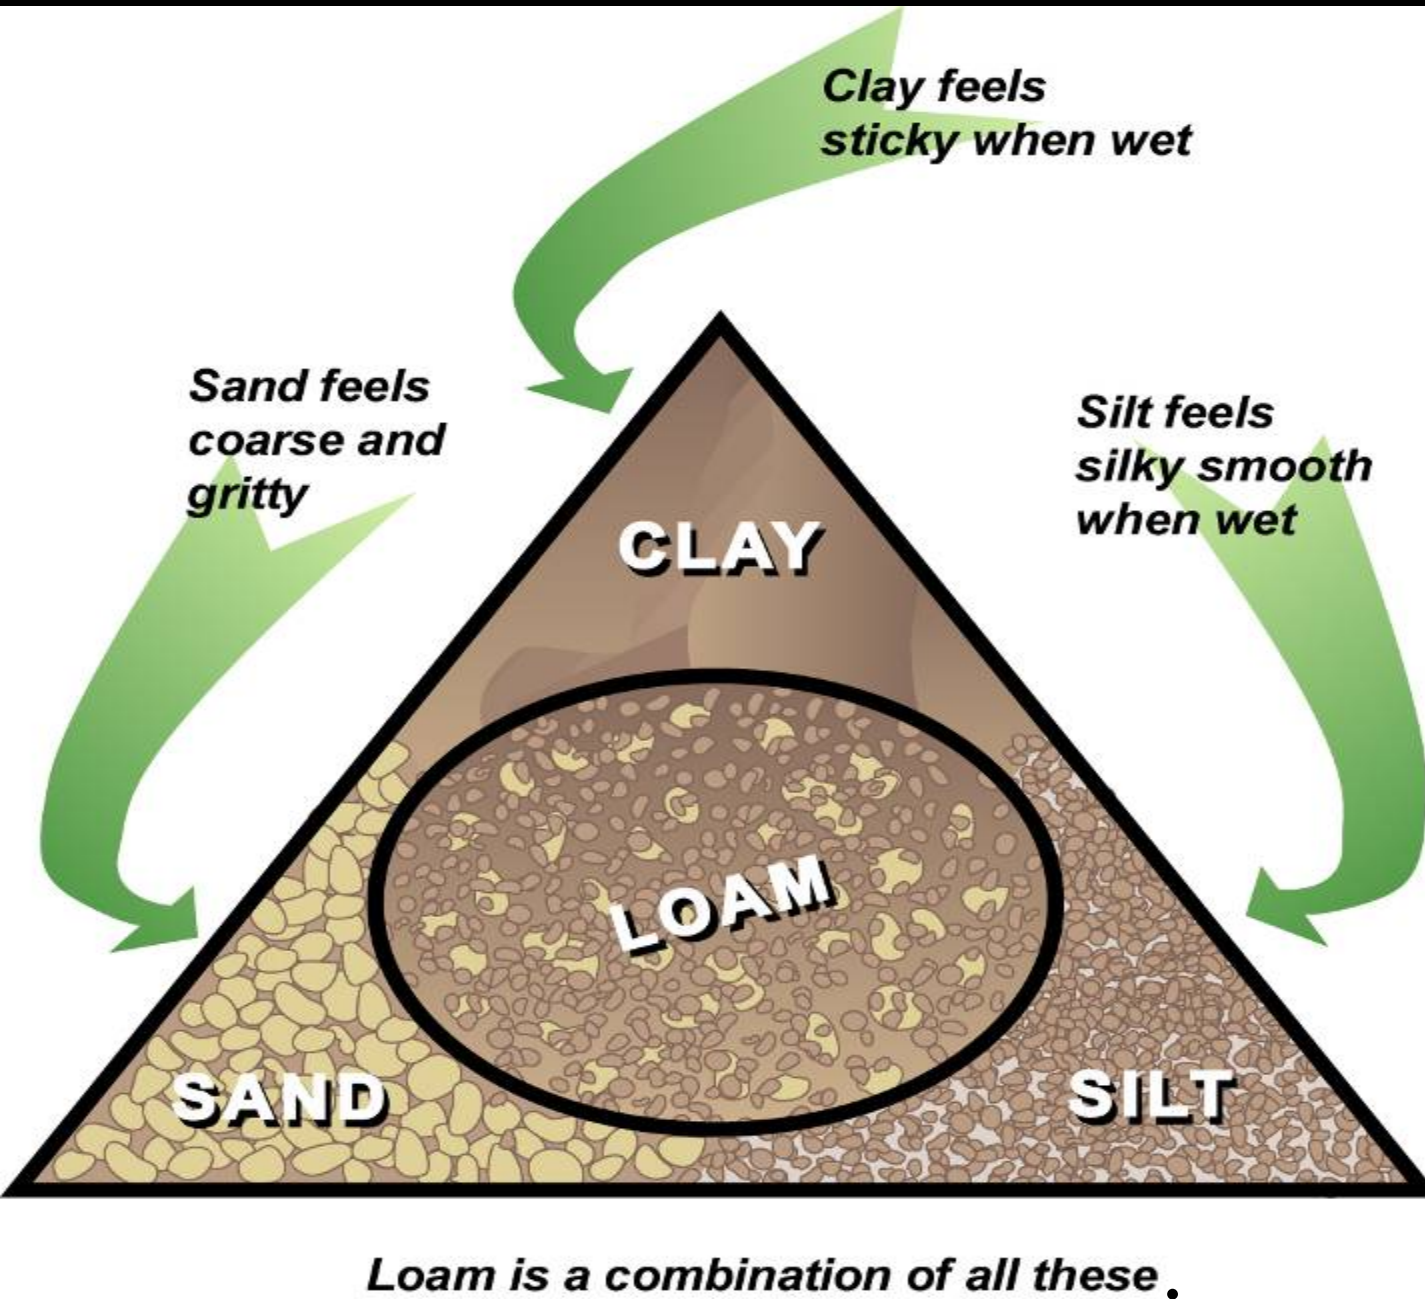 Clay feels
sticky when wet
Sand feels
coarse and
gritty
Silt feels
silky smooth
when wet
CLAY
LOAM
SAND
SILT
Loam is a combination of all these.